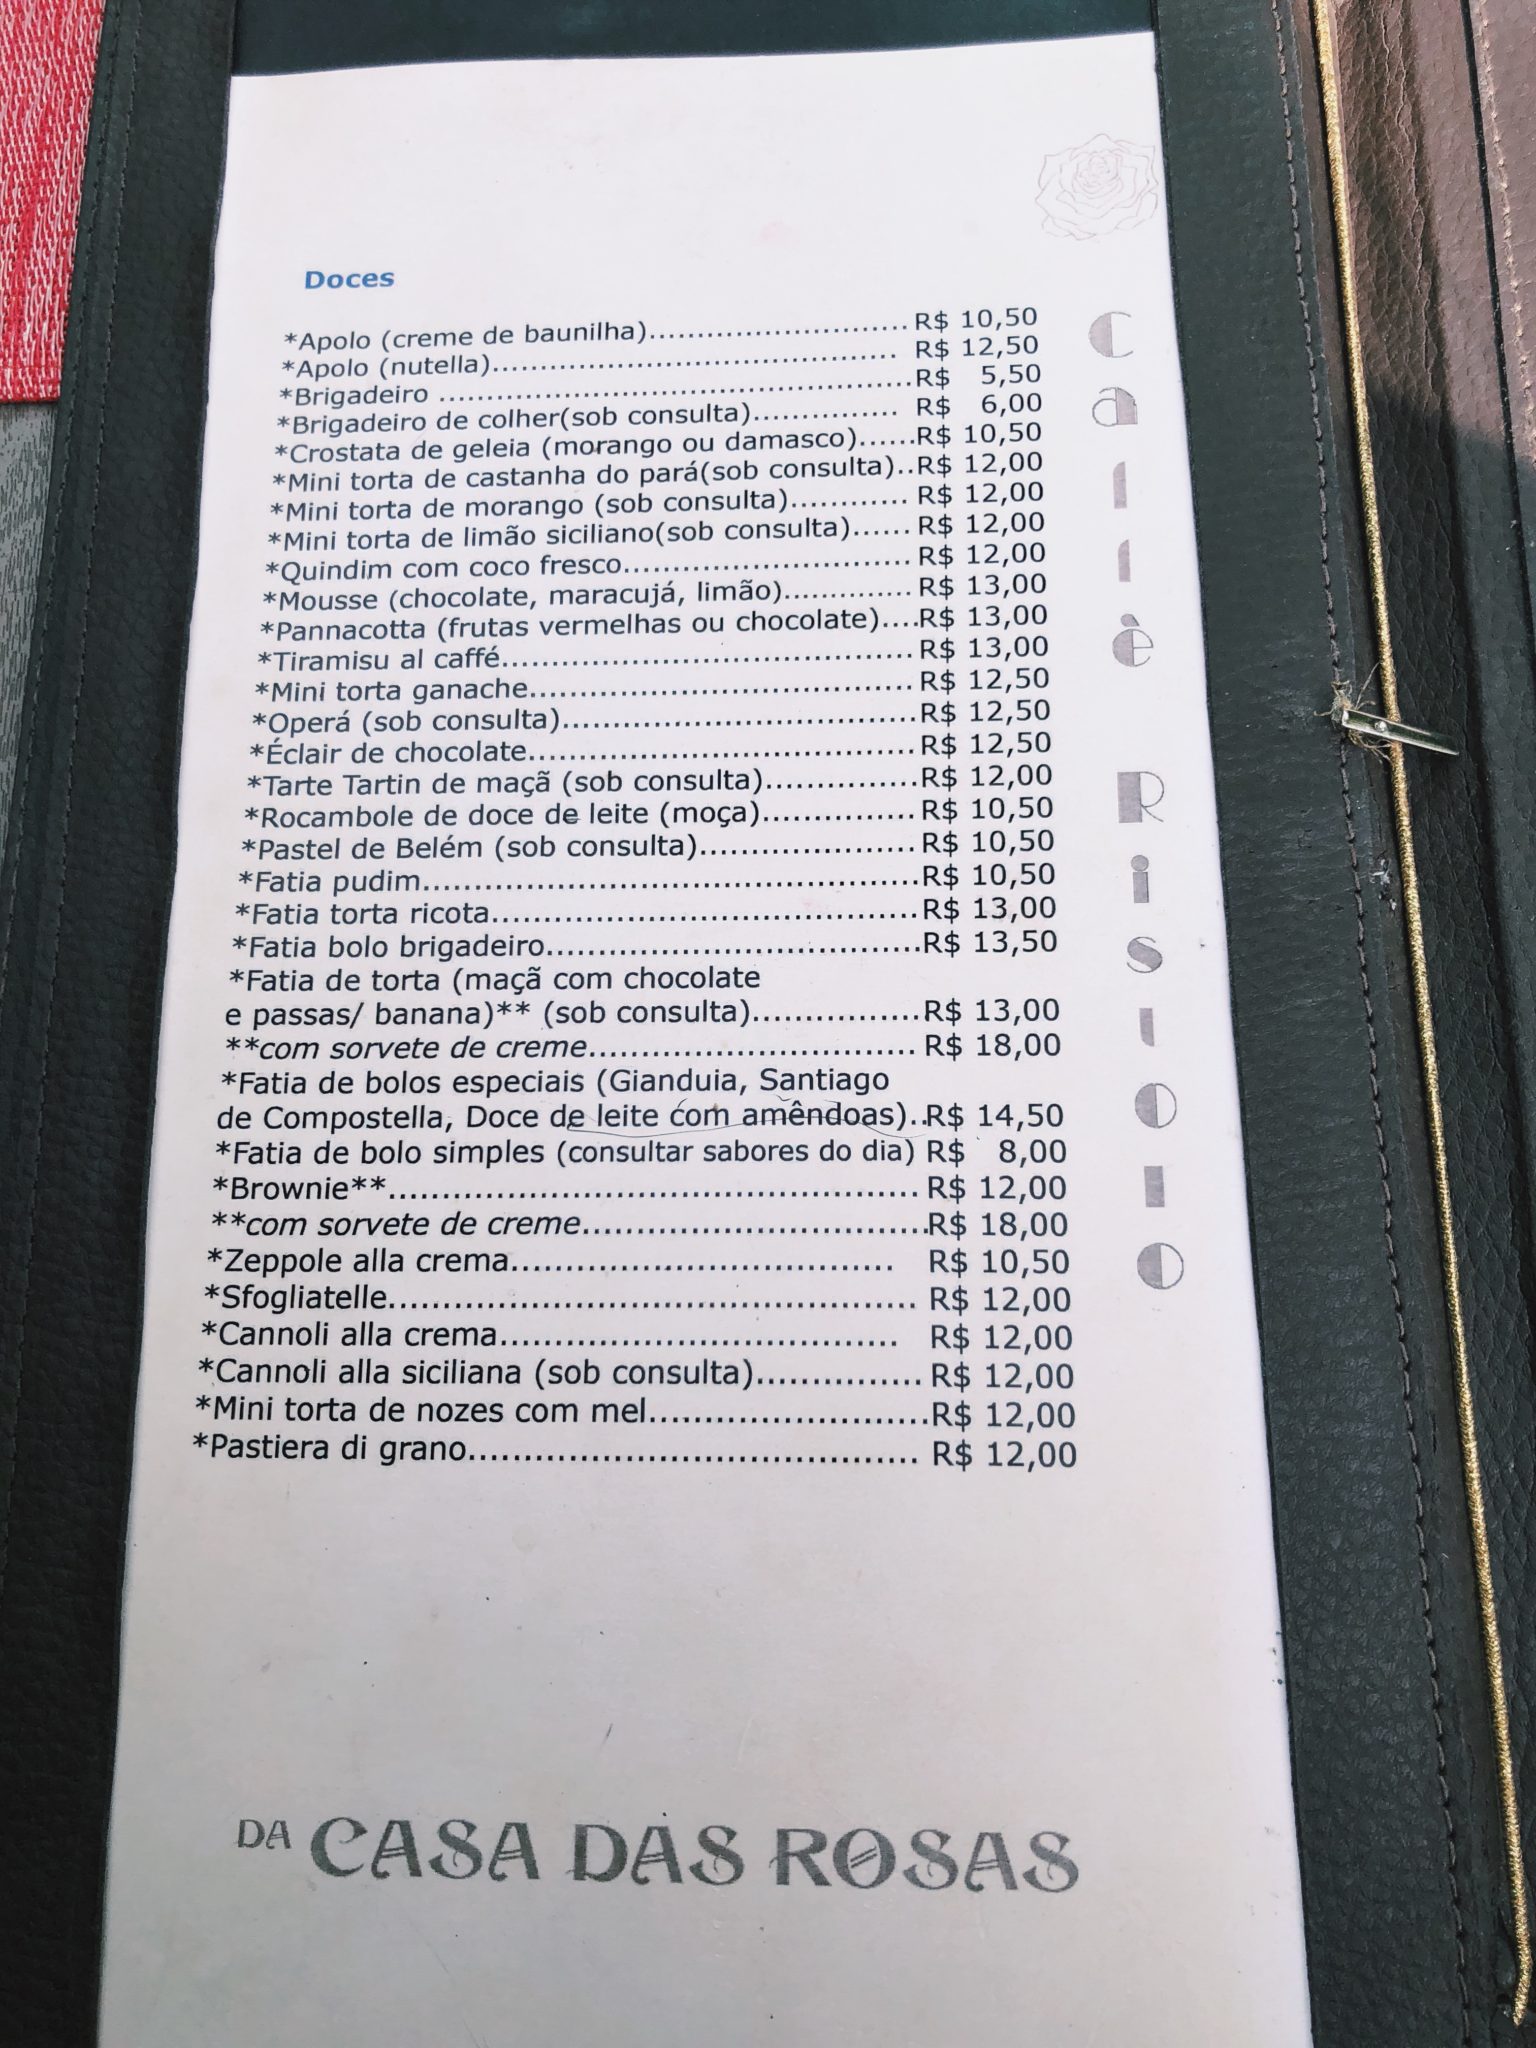 Doces
*Apolo (creme de baunilha)............................ R$ 10,50
*Apolo (nutella)............................................. R$ 12,50
*Brigadeiro ....................................................R$ 5,50
*Brigadeiro de colher(sob consulta)................ R$ 6,00
*Crostata de geleia (morango ou damasco)......R$ 10,50
*Mini torta de castanha do pará(sob consulta)..R$ 12,00
*Mini torta de morango (sob consulta)............ R$ 12,00
*Mini torta de limão siciliano(sob consulta)...... R$ 12,00
*Quindim com coco fresco.............................. R$ 12,00
*Mousse (chocolate, maracujá, limão)............. R$ 13,00
*Pannacotta (frutas vermelhas ou chocolate)....R$ 13,00
*Tiramisu al caffé........................................... R$ 13,00
*Mini torta ganache........................................ R$ 12,50
*Operá (sob consulta).....................................R$ 12,50
*Éclair de chocolate........................................R$ 12,50
*Tarte Tartin de maçã (sob consulta)...............R$ 12,00
*Rocambole de doce de leite (moça)...............R$ 10,50
*Pastel de Belém (sob consulta)......................R$ 10,50
*Fatia pudim..................................................R$ 10,50
*Fatia torta ricota...........................................R$ 13,00
*Fatia bolo brigadeiro.....................................R$ 13,50
*Fatia de torta (maçã com chocolate
e passas/ banana)** (sob consulta).................R$ 13,00
**com sorvete de creme................................. R$ 18,00
*Fatia de bolos especiais (Gianduia, Santiago
de Compostella, Doce de leite com amêndoas)..R$ 14,50
*Fatia de bolo simples (consultar sabores do dia) R$ 8,00
*Brownie**..................................................... R$ 12,00
**com sorvete de creme..................................R$ 18,00
*Zeppole alla crema.................................... R$ 10,50
*Sfogliatelle................................................... R$ 12,00
*Cannoli alla crema...................................... R$ 12,00
*Cannoli alla siciliana (sob consulta)............... R$ 12,00
*Mini torta de nozes com mel...........................R$ 12,00
*Pastiera di grano........................................... R$ 12,00
Caffè Ristoro
DA CASA DAS ROSAS